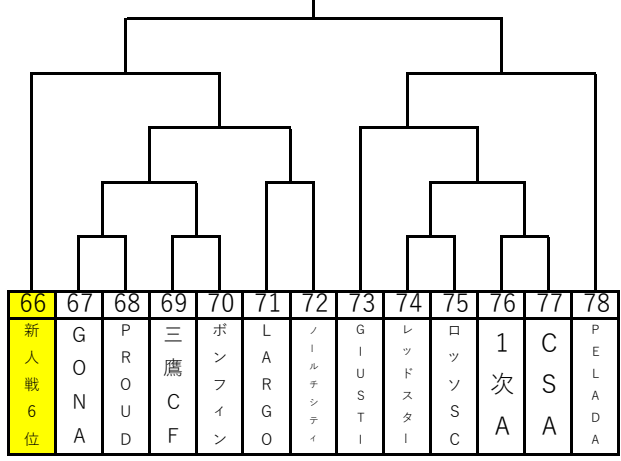 66 67 68 69 70 71 72 73 74 75 76 77 78
新人戦6位
GONA
PROUD
三鷹CF
ボンフィン
LARGO
ノールチシティ
GIUSTI
レッドスター
ロッソSC
1次A
CSA
PELADA